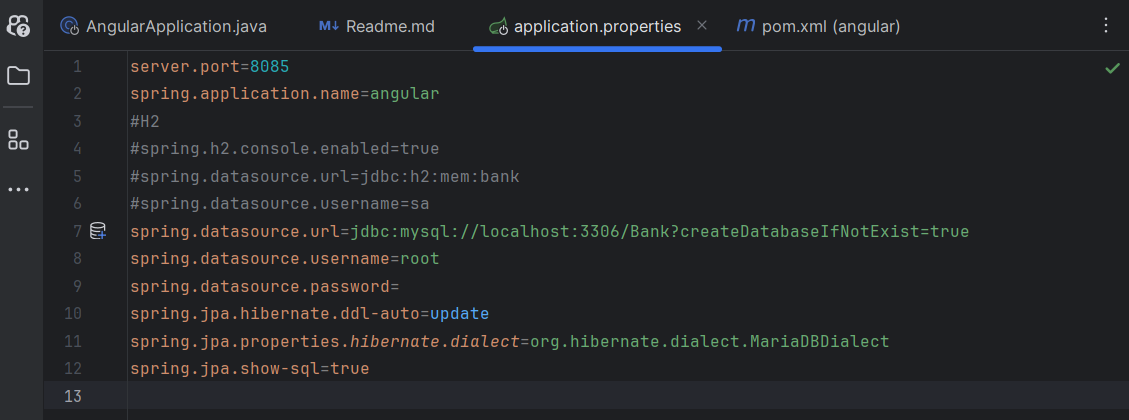 AngularApplication.java
M↓ Readme.md
application.properties
m pom.xml (angular)
1 server.port=8085
2 spring.application.name=angular
3 #H2
4 #spring.h2.console.enabled=true
5 #spring.datasource.url=jdbc:h2:mem:bank
6 #spring.datasource.username=sa
7 spring.datasource.url=jdbc:mysql://localhost:3306/Bank?createDatabaseIfNotExist=true
8 spring.datasource.username=root
9 spring.datasource.password=
10 spring.jpa.hibernate.ddl-auto=update
11 spring.jpa.properties.hibernate.dialect=org.hibernate.dialect.MariaDBDialect
12 spring.jpa.show-sql=true
13